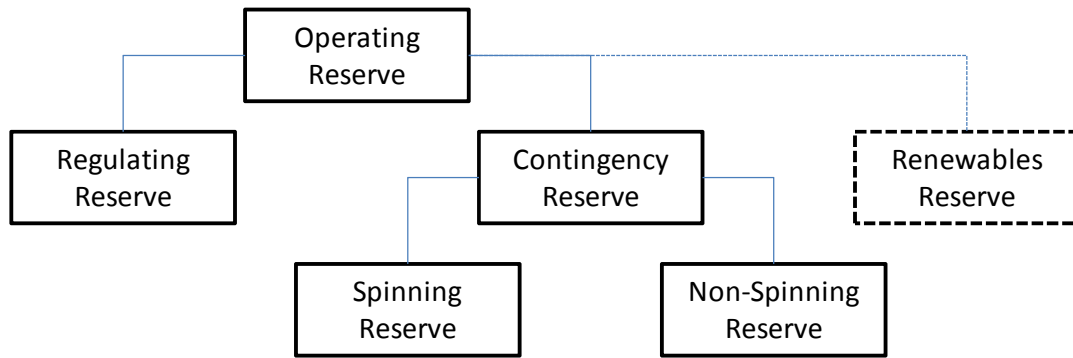 Operating
Reserve
Regulating
Reserve
Contingency
Reserve
Renewables
Reserve
Spinning
Reserve
Non-Spinning
Reserve